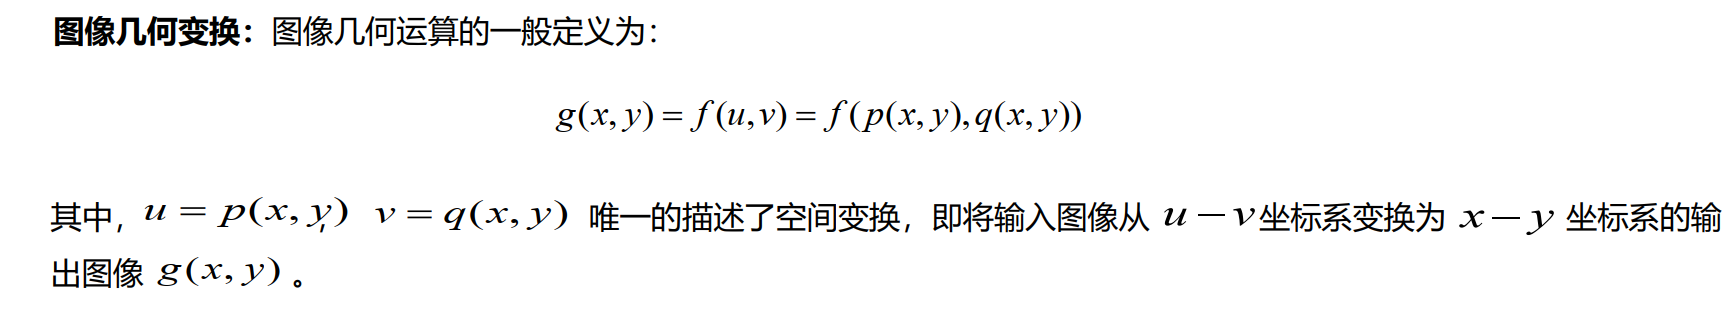 图像几何变换：图像几何运算的一般定义为：
g(x, y) = f (u, v) = f ( p(x, y), q(x, y))
其中，u = p(x, y) , v = q(x, y) 唯一的描述了空间变换，即将输入图像从 u − v 坐标系变换为 x − y 坐标系的输
出图像 g(x, y) 。